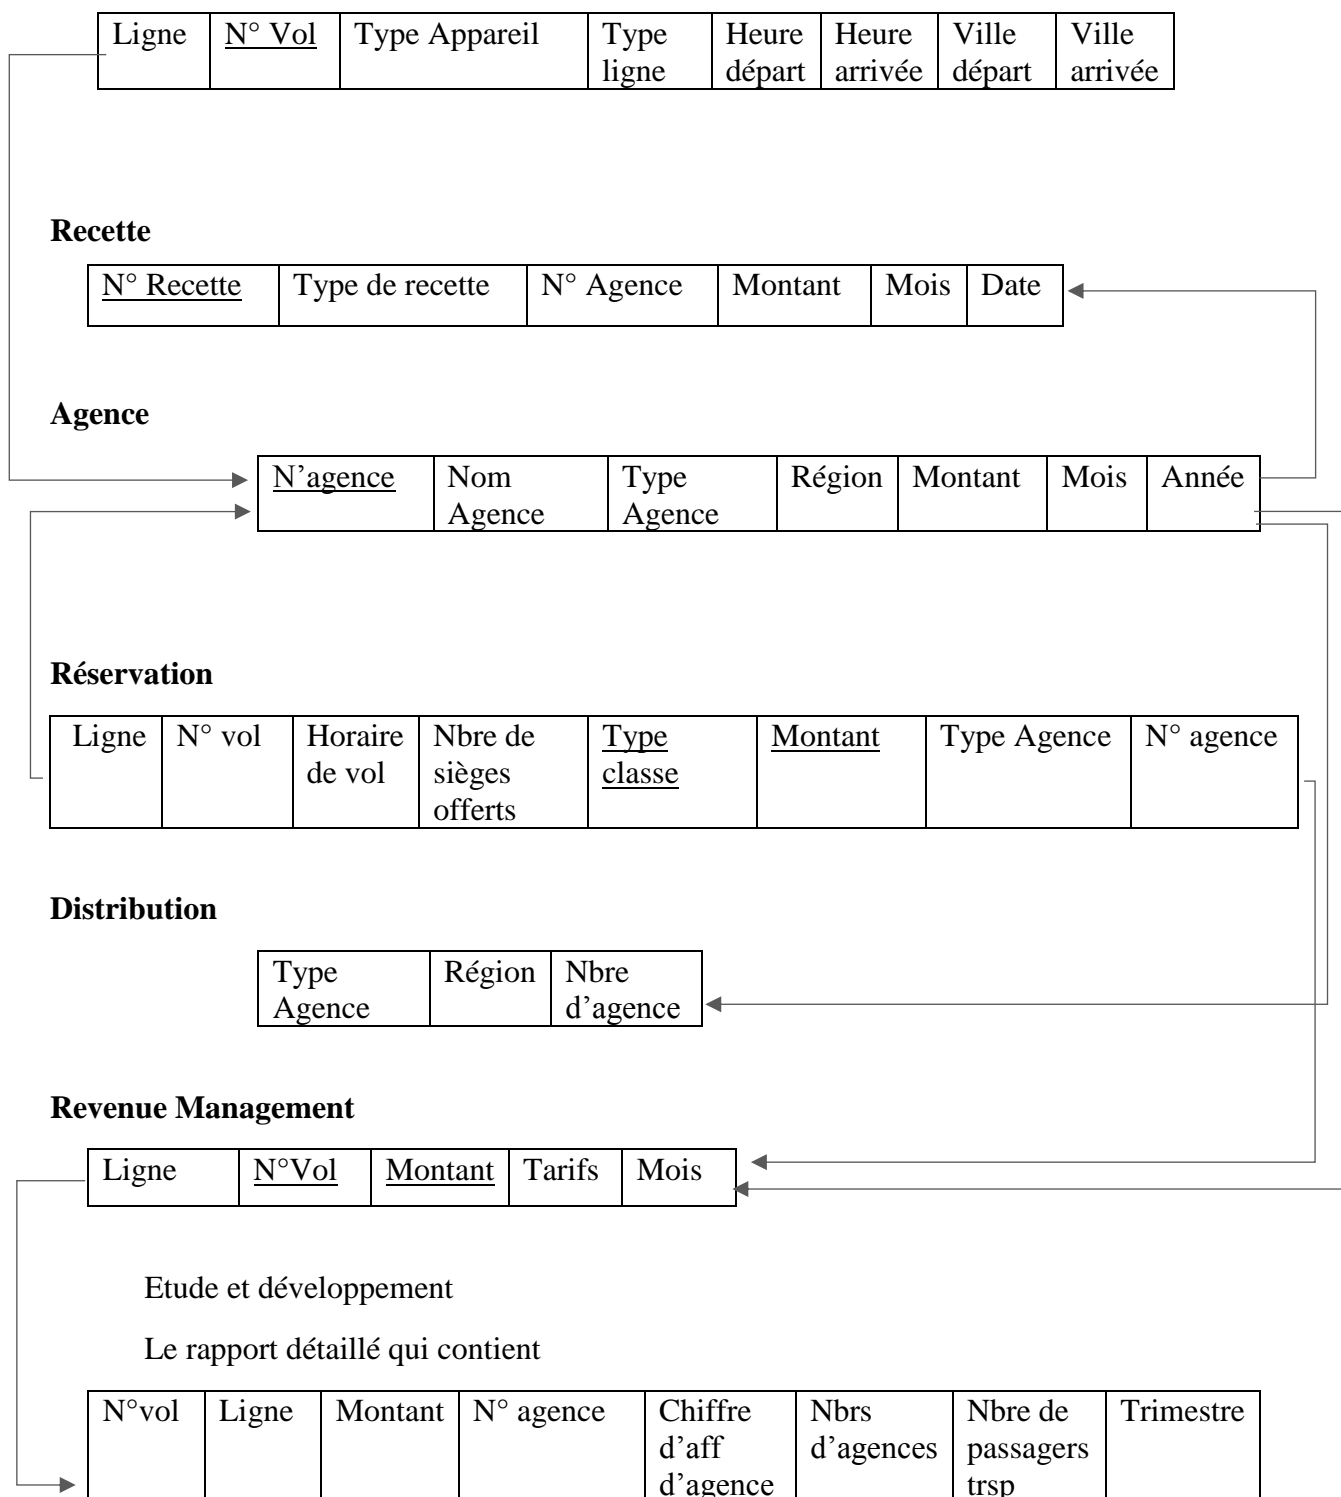 Ligne N° Vol Type Appareil Type Heure Heure Ville Ville
ligne départ arrivée départ arrivée
Recette
N° Recette Type de recette N° Agence Montant Mois Date
Agence
N’agence Nom Type Région Montant Mois Année
Agence Agence
Réservation
Ligne N° vol Horaire Nbre de Type Montant Type Agence N° agence
de vol sièges classe
offerts
Distribution
Type Région Nbre
Agence d’agence
Revenue Management
Ligne N°Vol Montant Tarifs Mois
Etude et développement
Le rapport détaillé qui contient
N°vol Ligne Montant N° agence Chiffre Nbrs Nbre de Trimestre
d’aff d’agences passagers
d’agence trsp